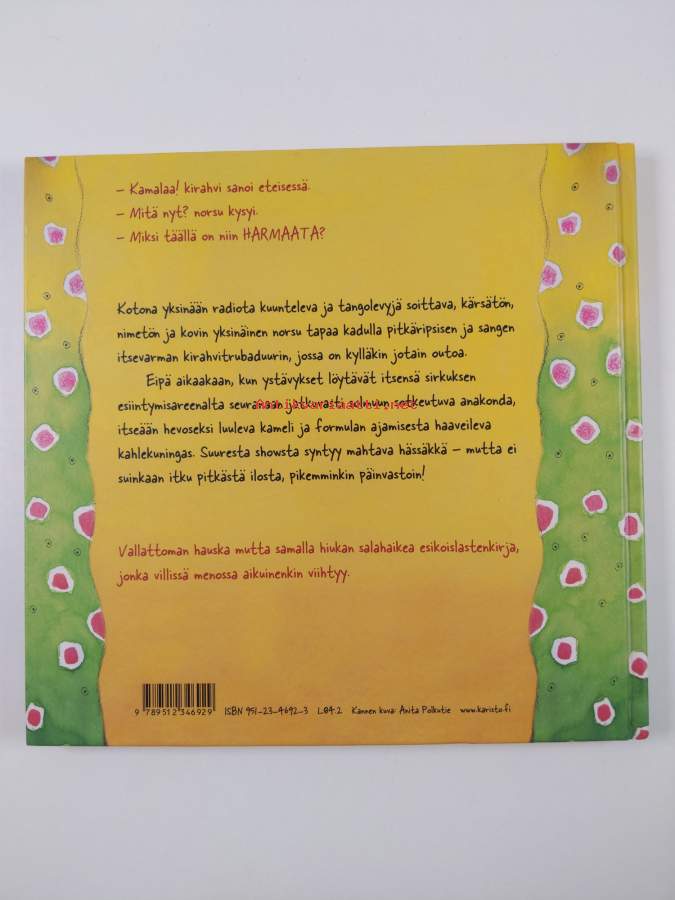 – Kamalaa! kirahvi sanoi eteisessä.
– Mitä nyt? norsu kysyi.
– Miksi täällä on niin HARMAATA?
Kotona yksinään radiota kuunteleva ja tangolevyjä soittava, kärsätön,
nimetön ja kovin yksinäinen norsu tapaa kadulla pitkäripsisen ja sangen
itsevarman kirahvitrubaduurin, jossa on kylläkin jotain outoa.
Eipä aikaakaan, kun ystävykset löytävät itsensä sirkuksen
esiintymisareenalta seuranaan jatkuvasti solmuun sotkeutuva anakonda,
itseään hevoseksi luuleva kameli ja formulan ajamisesta haaveileva
kahlekuningas. Suuresta showsta syntyy mahtava hässäkkä – mutta ei
suinkaan itku pitkästä ilosta, pikemminkin päinvastoin!
Vallattoman hauska mutta samalla hiukan salahaikea esikoislastenkirja,
jonka villissä menossa aikuinenkin viihtyy.
9 789512 346929 ISBN 951-23-4692-3 L84.2 Kannen kuva: Anita Polkutie www.karisto.fi